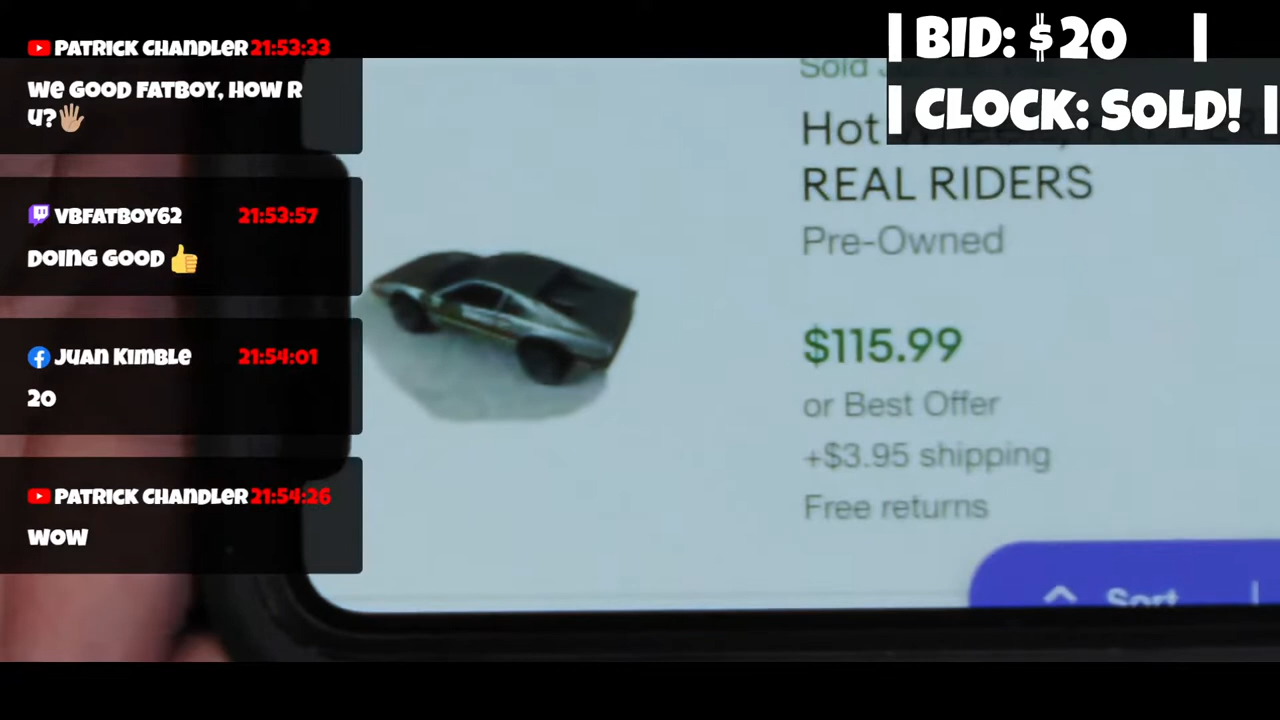 PATRICK CHANDLER 21:53:33
WE GOOD FATBOY, HOW R
U?🖐🏼
VBFATBOY62 21:53:57
DOING GOOD 👍
JUAN KIMBLE 21:54:01
20
PATRICK CHANDLER 21:54:26
WOW
| BID: $20 |
| CLOCK: SOLD! |
Sold
Hot
REAL RIDERS
Pre-Owned
$115.99
or Best Offer
+$3.95 shipping
Free returns
Sort